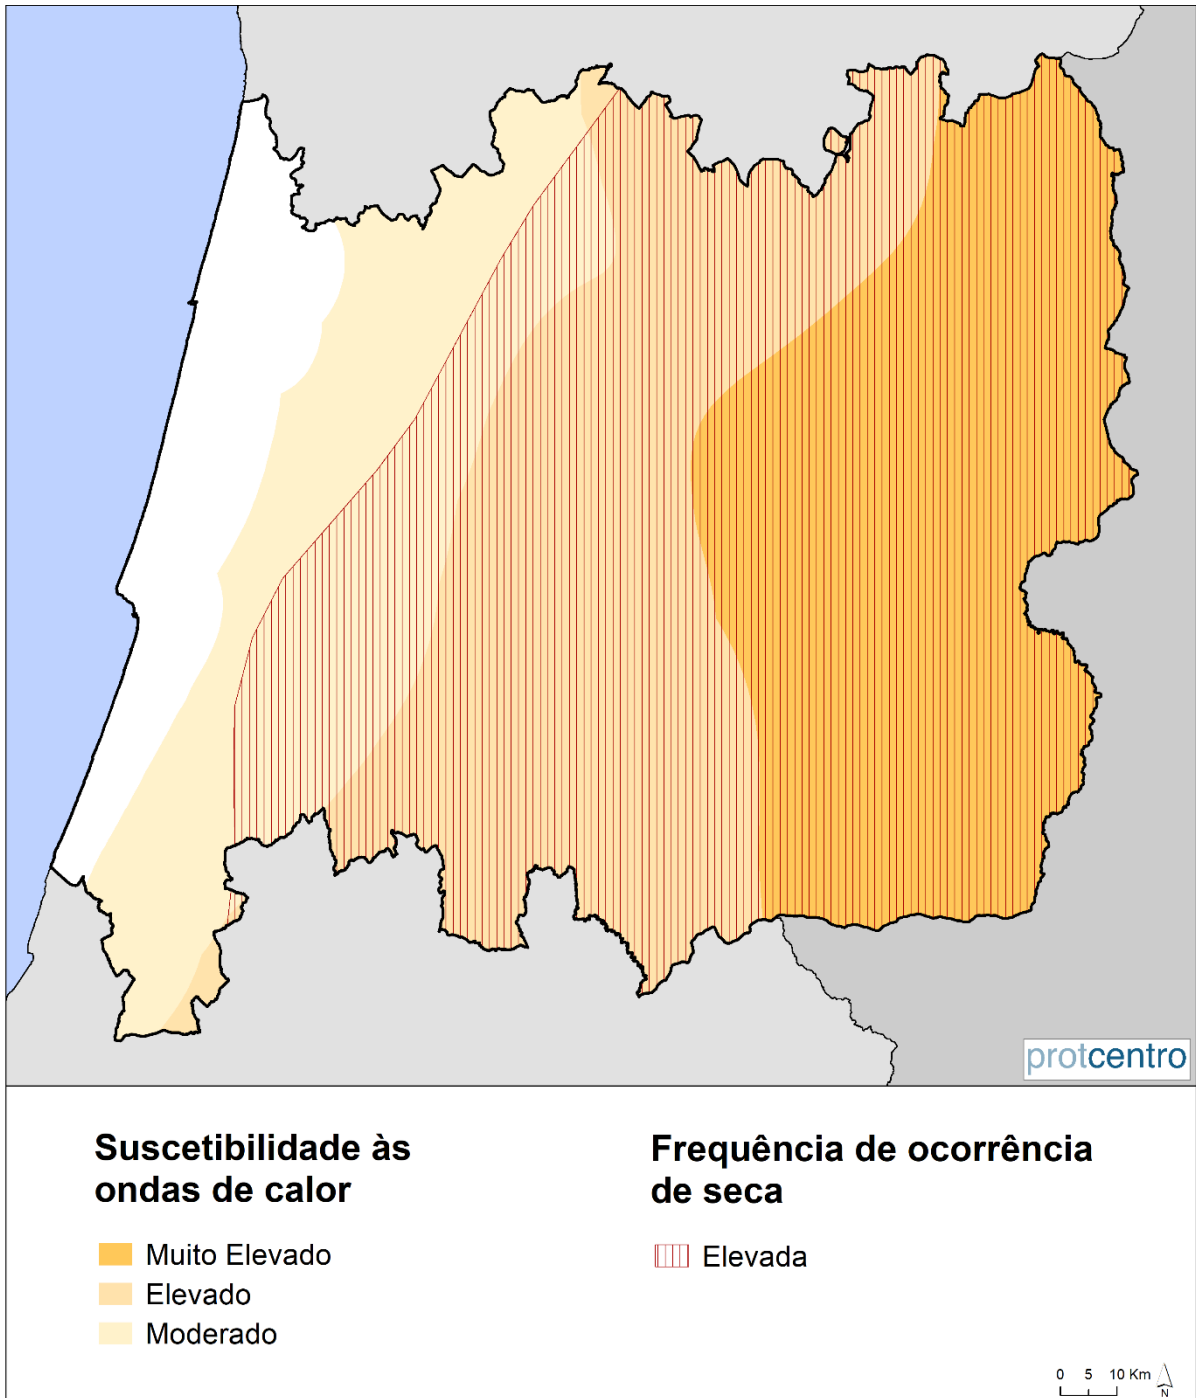 protcentro
Suscetibilidade às
ondas de calor
Muito Elevado
Elevado
Moderado
Frequência de ocorrência
de seca
Elevada
0 5 10 Km
N